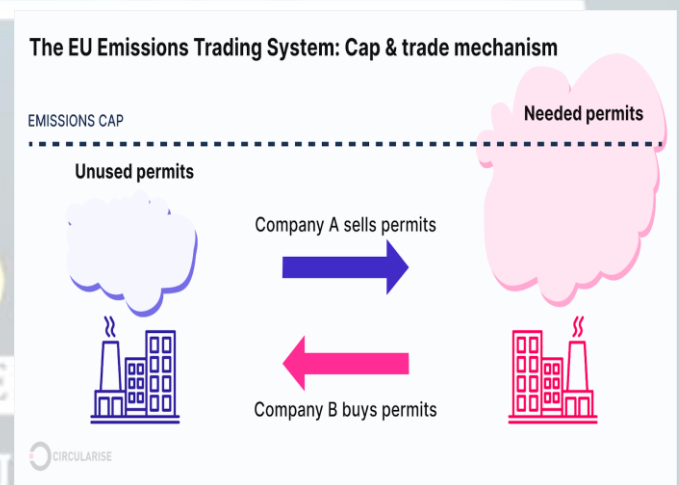 The EU Emissions Trading System: Cap & trade mechanism
EMISSIONS CAP
Needed permits
Unused permits
Company A sells permits
Company B buys permits
CIRCULARISE